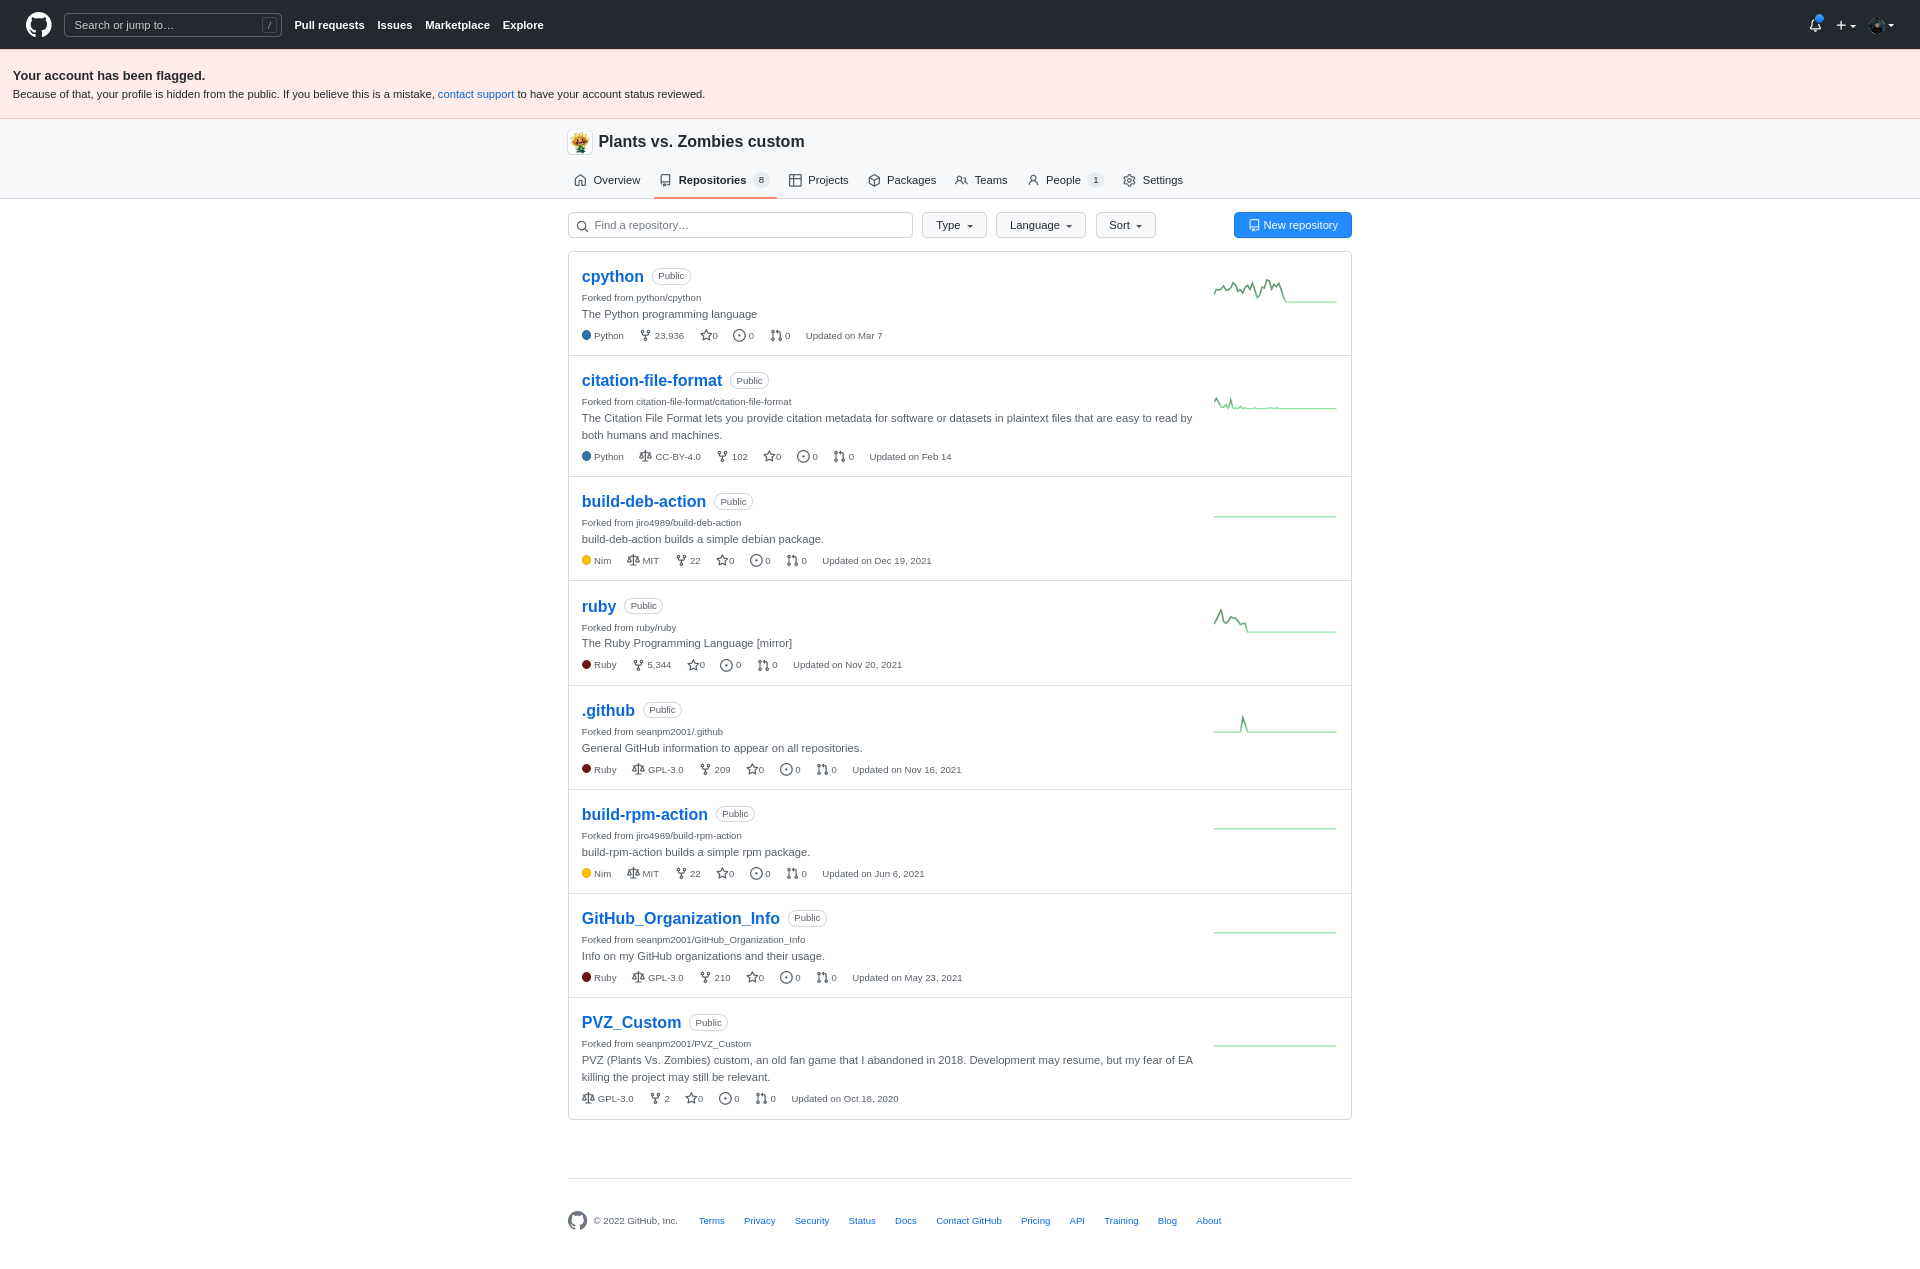 Search or jump to… /
Pull requests Issues Marketplace Explore
Your account has been flagged.
Because of that, your profile is hidden from the public. If you believe this is a mistake, contact support to have your account status reviewed.
Plants vs. Zombies custom
Overview Repositories 8 Projects Packages Teams People 1 Settings
Find a repository… Type Language Sort New repository
cpython Public
Forked from python/cpython
The Python programming language
Python 23,936 0 0 0 Updated on Mar 7
citation-file-format Public
Forked from citation-file-format/citation-file-format
The Citation File Format lets you provide citation metadata for software or datasets in plaintext files that are easy to read by
both humans and machines.
Python CC-BY-4.0 102 0 0 0 Updated on Feb 14
build-deb-action Public
Forked from jiro4989/build-deb-action
build-deb-action builds a simple debian package.
Nim MIT 22 0 0 0 Updated on Dec 19, 2021
ruby Public
Forked from ruby/ruby
The Ruby Programming Language [mirror]
Ruby 5,344 0 0 0 Updated on Nov 20, 2021
.github Public
Forked from seanpm2001/.github
General GitHub information to appear on all repositories.
Ruby GPL-3.0 209 0 0 0 Updated on Nov 16, 2021
build-rpm-action Public
Forked from jiro4989/build-rpm-action
build-rpm-action builds a simple rpm package.
Nim MIT 22 0 0 0 Updated on Jun 6, 2021
GitHub_Organization_Info Public
Forked from seanpm2001/GitHub_Organization_Info
Info on my GitHub organizations and their usage.
Ruby GPL-3.0 210 0 0 0 Updated on May 23, 2021
PVZ_Custom Public
Forked from seanpm2001/PVZ_Custom
PVZ (Plants Vs. Zombies) custom, an old fan game that I abandoned in 2018. Development may resume, but my fear of EA
killing the project may still be relevant.
GPL-3.0 2 0 0 0 Updated on Oct 18, 2020
© 2022 GitHub, Inc. Terms Privacy Security Status Docs Contact GitHub Pricing API Training Blog About